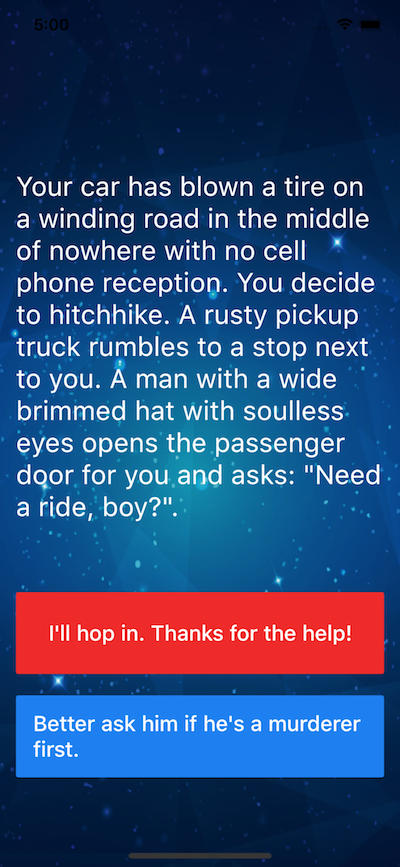 5:00
Your car has blown a tire on
a winding road in the middle
of nowhere with no cell
phone reception. You decide
to hitchhike. A rusty pickup
truck rumbles to a stop next
to you. A man with a wide
brimmed hat with soulless
eyes opens the passenger
door for you and asks: "Need
a ride, boy?".
I'll hop in. Thanks for the help!
Better ask him if he's a murderer
first.